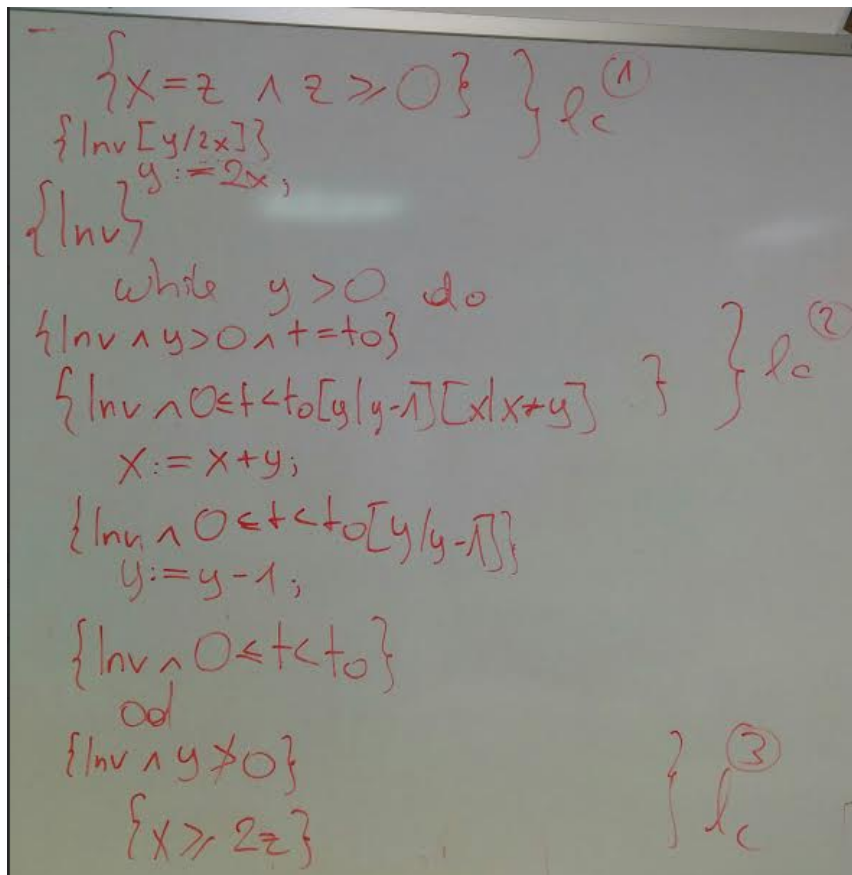 {x=z ∧ z ≥ 0} } lc ①
{Inv[y/2x]}
y := 2x;
{Inv}
while y > 0 do
{Inv ∧ y>0 ∧ t=t0}
{Inv ∧ 0≤t<t0[y/y-1][x/x+y] } } lc ②
x := x+y;
{Inv ∧ 0≤t<t0[y/y-1]}
y := y-1;
{Inv ∧ 0≤t<t0}
od
{Inv ∧ y≯0}
{x ≥ 2z} } lc ③